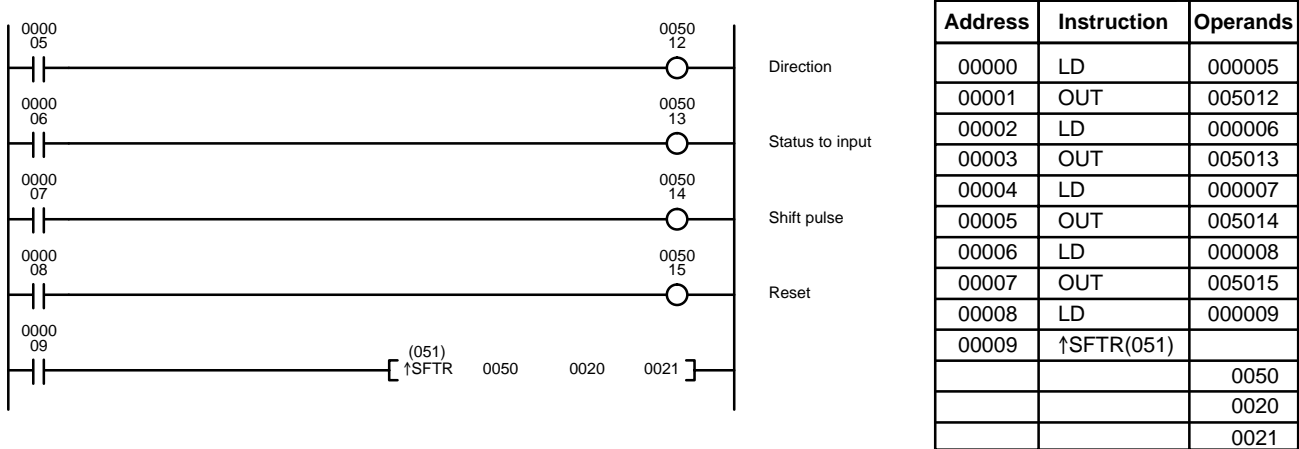 0000
05
0050
12
Direction
0000
06
0050
13
Status to input
0000
07
0050
14
Shift pulse
0000
08
0050
15
Reset
0000
09
(051)
↑SFTR 0050 0020 0021
Address Instruction Operands
00000 LD 000005
00001 OUT 005012
00002 LD 000006
00003 OUT 005013
00004 LD 000007
00005 OUT 005014
00006 LD 000008
00007 OUT 005015
00008 LD 000009
00009 ↑SFTR(051)
0050
0020
0021